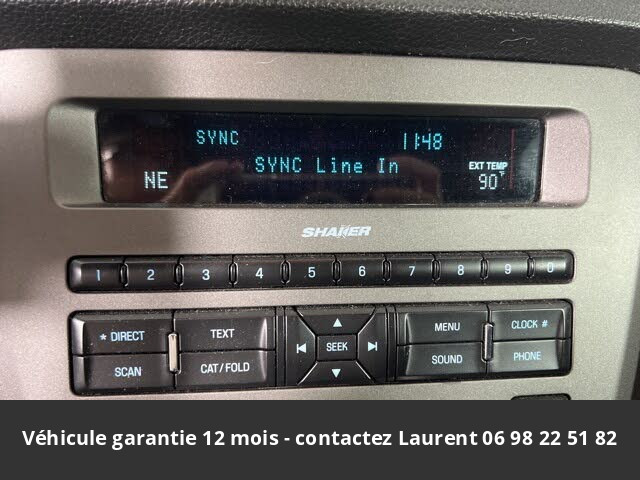 SYNC 11:48
SYNC Line In
NE
EXT TEMP
90°F
SHAKER
1 2 3 4 5 6 7 8 9 0
* DIRECT TEXT SEEK MENU CLOCK #
SCAN CAT/FOLD SOUND PHONE
Véhicule garantie 12 mois - contactez Laurent 06 98 22 51 82